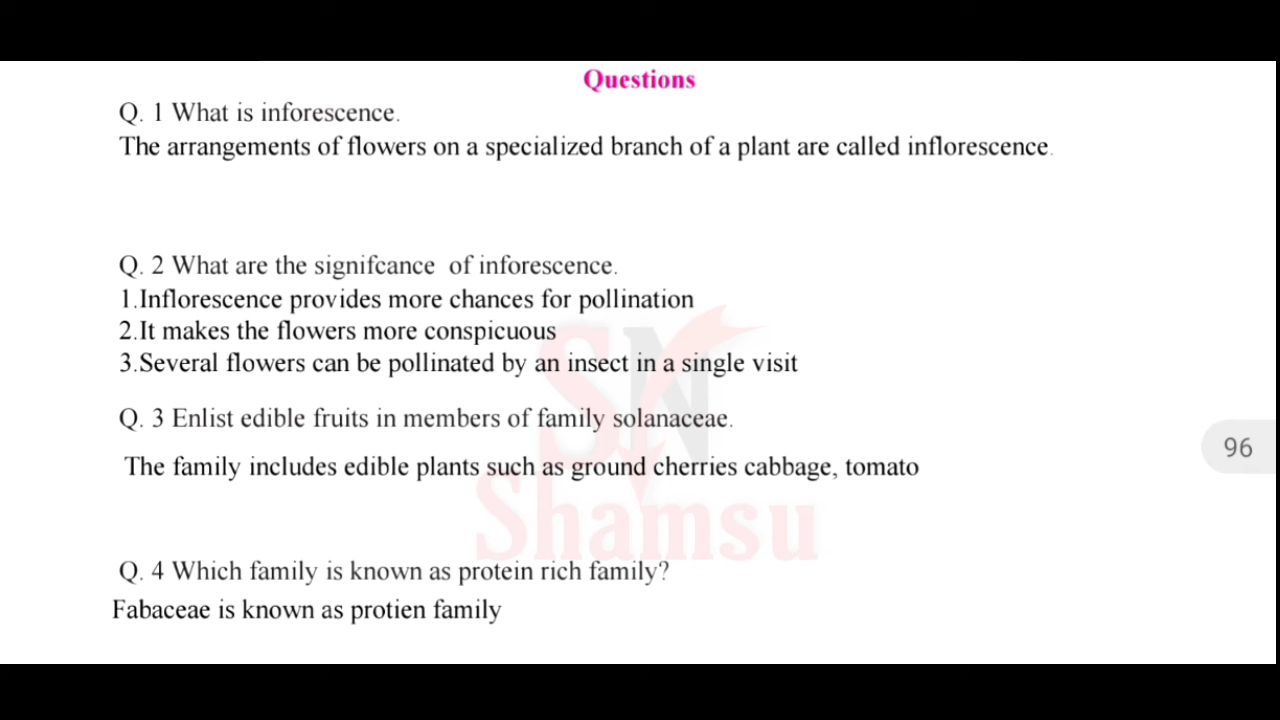 Questions
Q. 1 What is inforescence.
The arrangements of flowers on a specialized branch of a plant are called inflorescence.
Q. 2 What are the signifcance of inforescence.
1.Inflorescence provides more chances for pollination
2.It makes the flowers more conspicuous
3.Several flowers can be pollinated by an insect in a single visit
Q. 3 Enlist edible fruits in members of family solanaceae.
96
The family includes edible plants such as ground cherries cabbage, tomato
SN
Shamsu
Q. 4 Which family is known as protein rich family?
Fabaceae is known as protien family